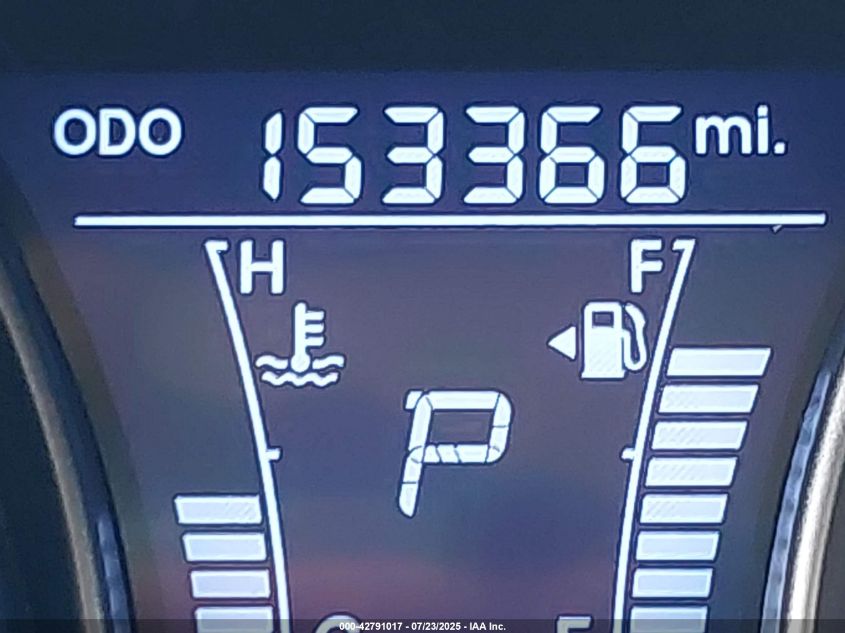 ODO 153366 mi.
H F
P
C E
000-42791017 - 07/23/2025 - IAA Inc.